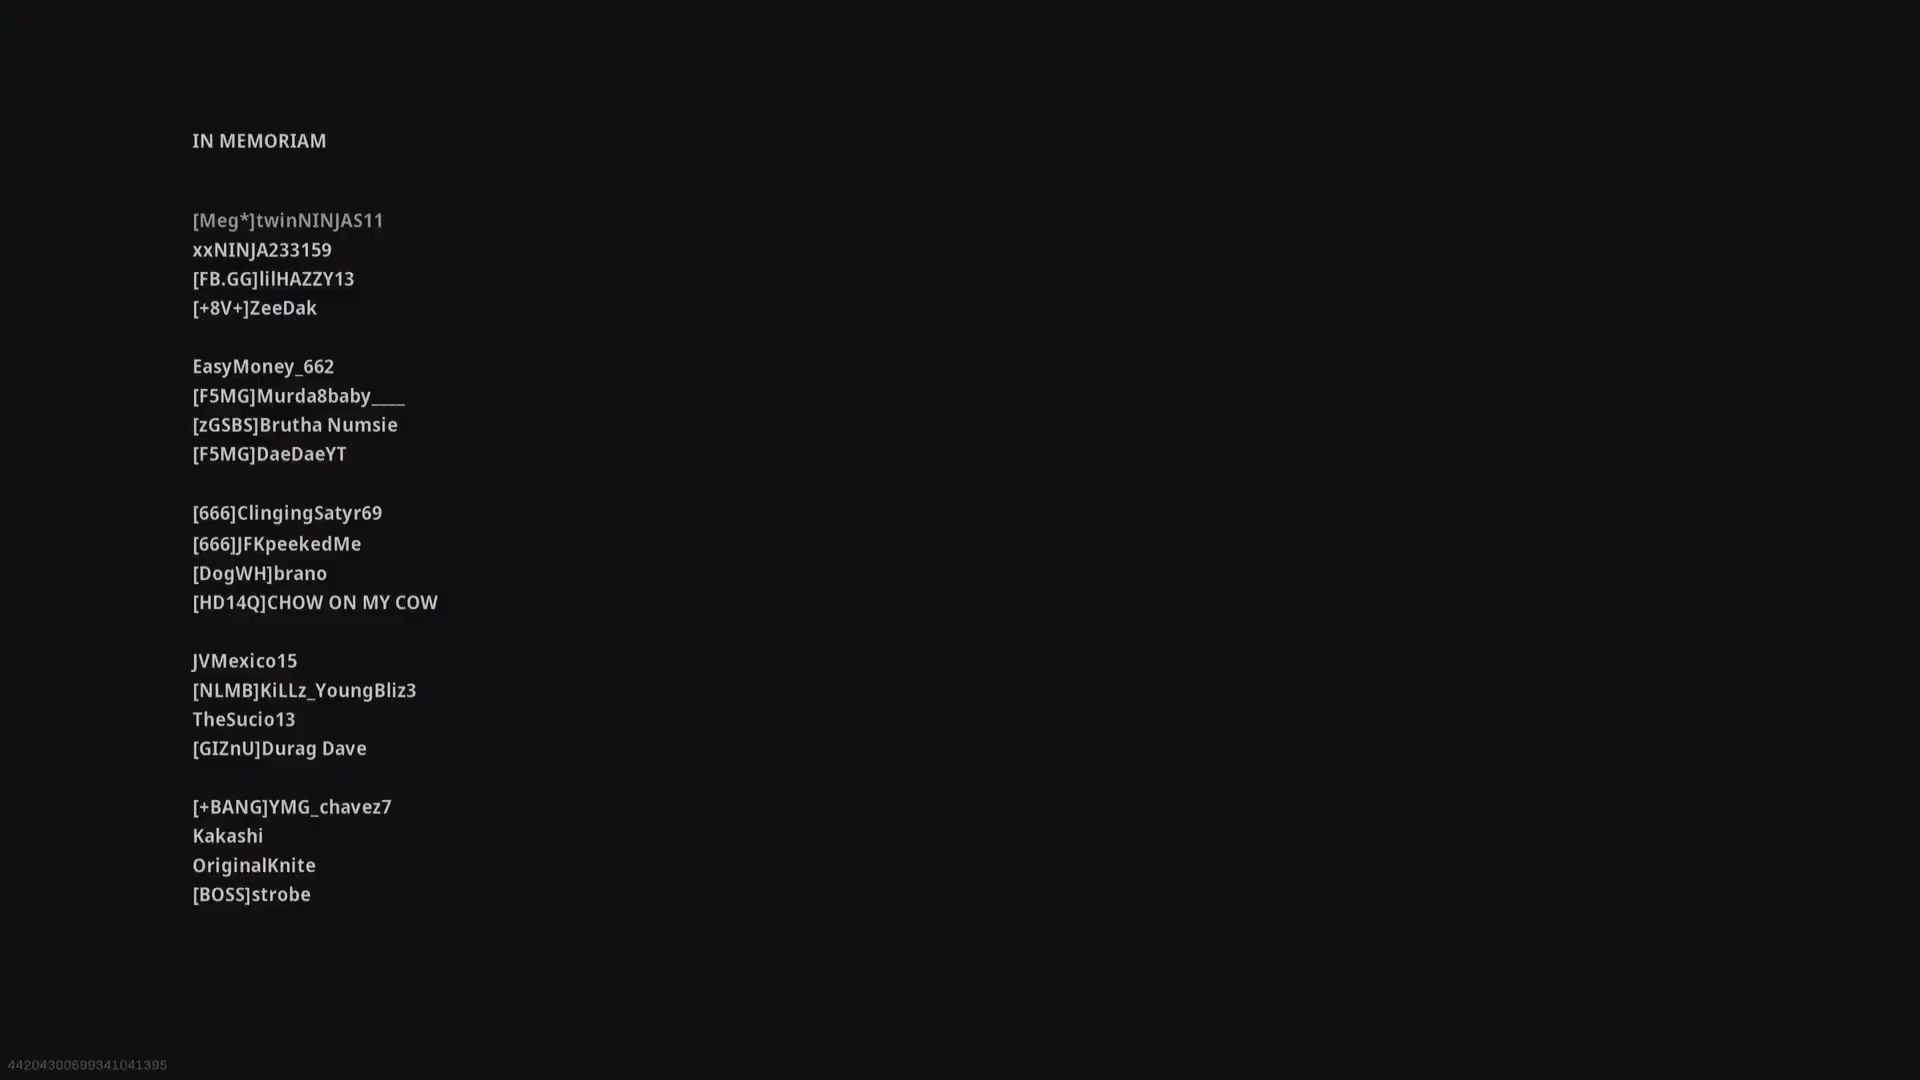 IN MEMORIAM
[Meg*]twinNINJAS11
xxNINJA233159
[FB.GG]lilHAZZY13
[+8V+]ZeeDak
EasyMoney_662
[F5MG]Murda8baby____
[zGSBS]Brutha Numsie
[F5MG]DaeDaeYT
[666]ClingingSatyr69
[666]JFKpeekedMe
[DogWH]brano
[HD14Q]CHOW ON MY COW
JVMexico15
[NLMB]KiLLz_YoungBliz3
TheSucio13
[GIZnU]Durag Dave
[+BANG]YMG_chavez7
Kakashi
OriginalKnite
[BOSS]strobe
44204300699341041395